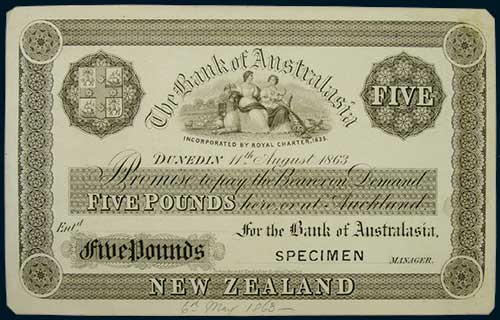 The Bank of Australasia
FIVE
INCORPORATED BY ROYAL CHARTER, 1835.
DUNEDIN 11th August 1863
Promise to pay the Bearer on Demand
FIVE POUNDS here or at Auckland
Entd
For the Bank of Australasia,
Five Pounds
SPECIMEN
MANAGER.
NEW ZEALAND
6th May 1863